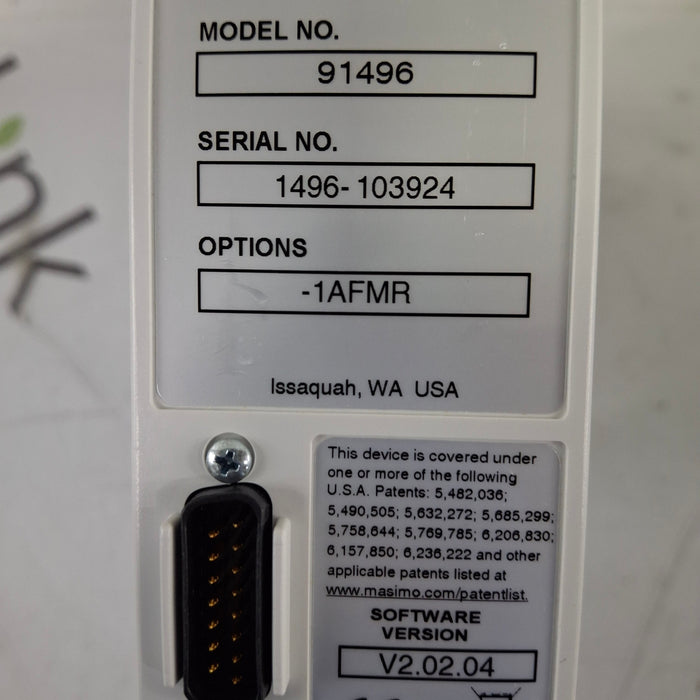 MODEL NO.
91496
SERIAL NO.
1496-103924
OPTIONS
-1AFMR
Issaquah, WA USA
This device is covered under
one or more of the following
U.S.A. Patents: 5,482,036;
5,490,505; 5,632,272; 5,685,299;
5,758,644; 5,769,785; 6,206,830;
6,157,850; 6,236,222 and other
applicable patents listed at
www.masimo.com/patentlist.
SOFTWARE
VERSION
V2.02.04